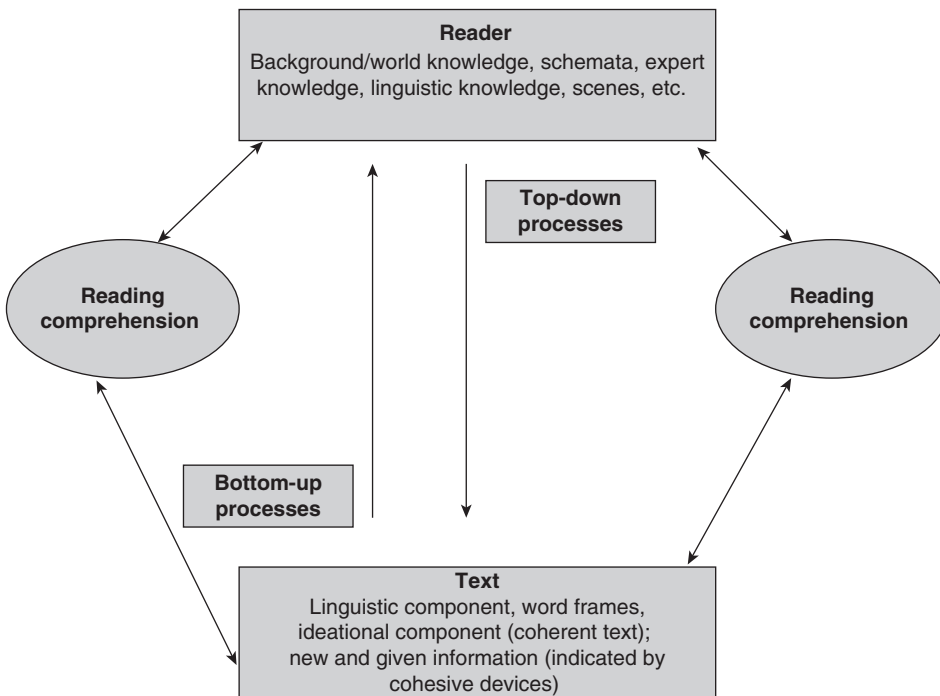 Reader
Background/world knowledge, schemata, expert
knowledge, linguistic knowledge, scenes, etc.
Top-down
processes
Reading
comprehension
Reading
comprehension
Bottom-up
processes
Text
Linguistic component, word frames,
ideational component (coherent text);
new and given information (indicated by
cohesive devices)